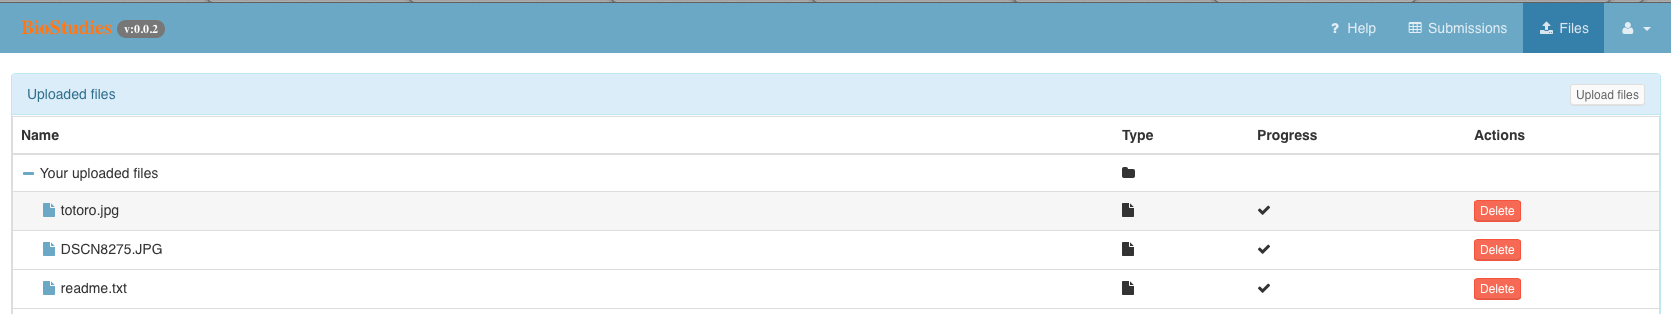 BioStudies v:0.0.2 ? Help Submissions Files
Uploaded files Upload files
Name Type Progress Actions
Your uploaded files
totoro.jpg Delete
DSCN8275.JPG Delete
readme.txt Delete